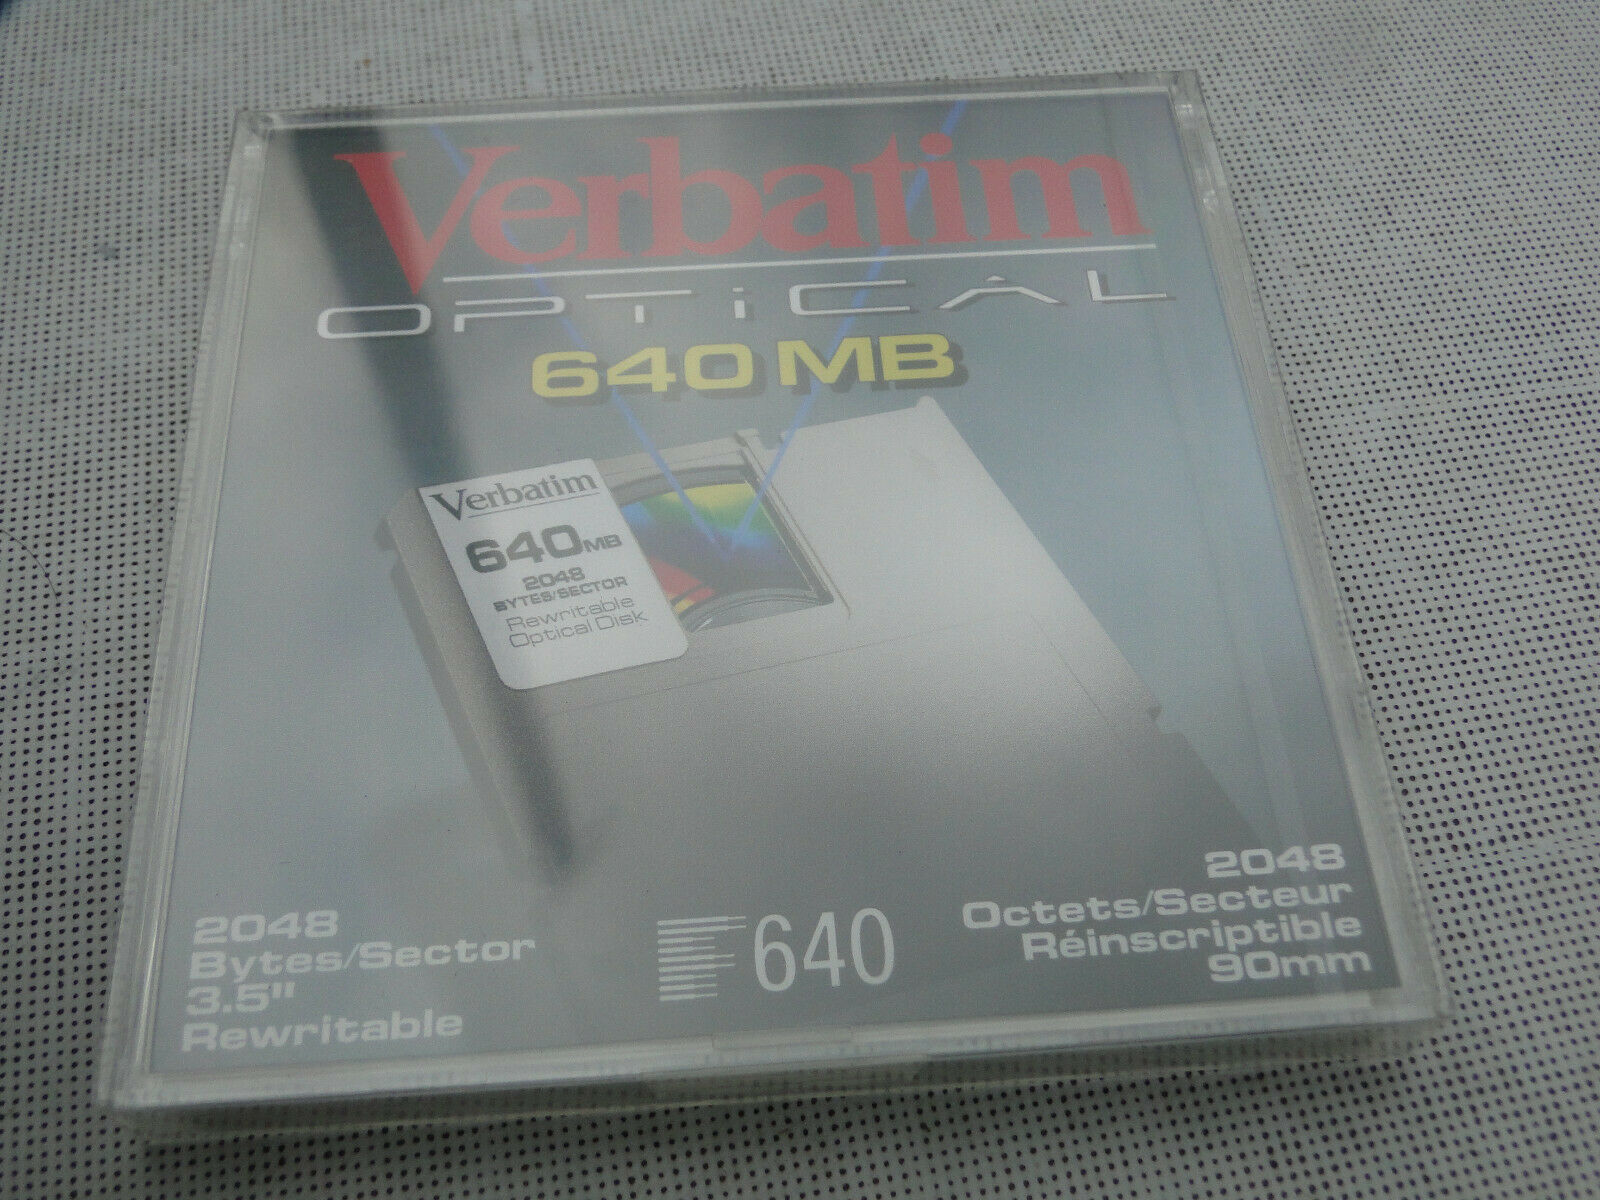 Verbatim
OPTiCAL
640 MB
Verbatim
640MB
2048
BYTES/SECTOR
Rewritable
Optical Disk
2048
Bytes/Sector
3.5"
Rewritable
640
2048
Octets/Secteur
Réinscriptible
90mm